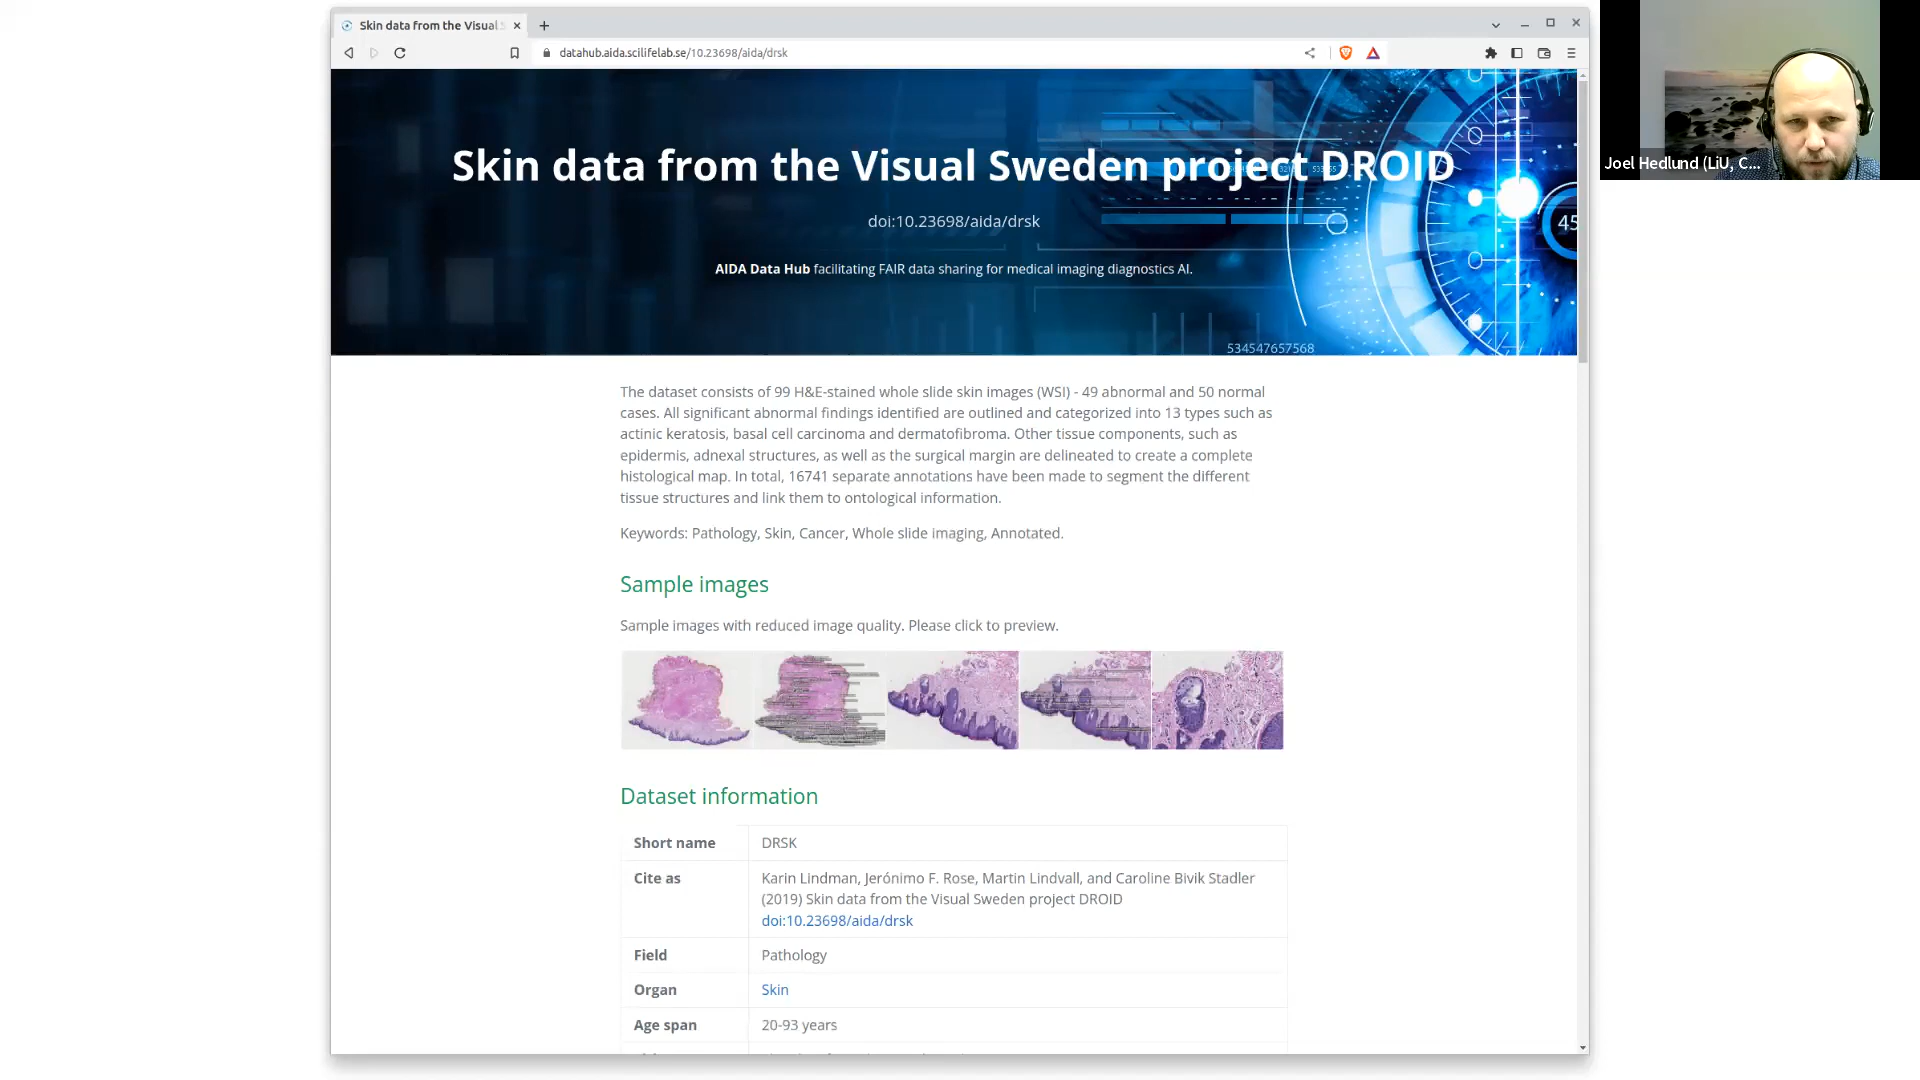 Skin data from the Visual
datahub.aida.scilifelab.se/10.23698/aida/drsk
Joel Hedlund (LiU, C...
Skin data from the Visual Sweden project DROID
doi:10.23698/aida/drsk
45
AIDA Data Hub facilitating FAIR data sharing for medical imaging diagnostics AI.
534547657568
The dataset consists of 99 H&E-stained whole slide skin images (WSI) - 49 abnormal and 50 normal
cases. All significant abnormal findings identified are outlined and categorized into 13 types such as
actinic keratosis, basal cell carcinoma and dermatofibroma. Other tissue components, such as
epidermis, adnexal structures, as well as the surgical margin are delineated to create a complete
histological map. In total, 16741 separate annotations have been made to segment the different
tissue structures and link them to ontological information.
Keywords: Pathology, Skin, Cancer, Whole slide imaging, Annotated.
Sample images
Sample images with reduced image quality. Please click to preview.
Dataset information
Short name DRSK
Cite as Karin Lindman, Jerónimo F. Rose, Martin Lindvall, and Caroline Bivik Stadler
(2019) Skin data from the Visual Sweden project DROID
doi:10.23698/aida/drsk
Field Pathology
Organ Skin
Age span 20-93 years